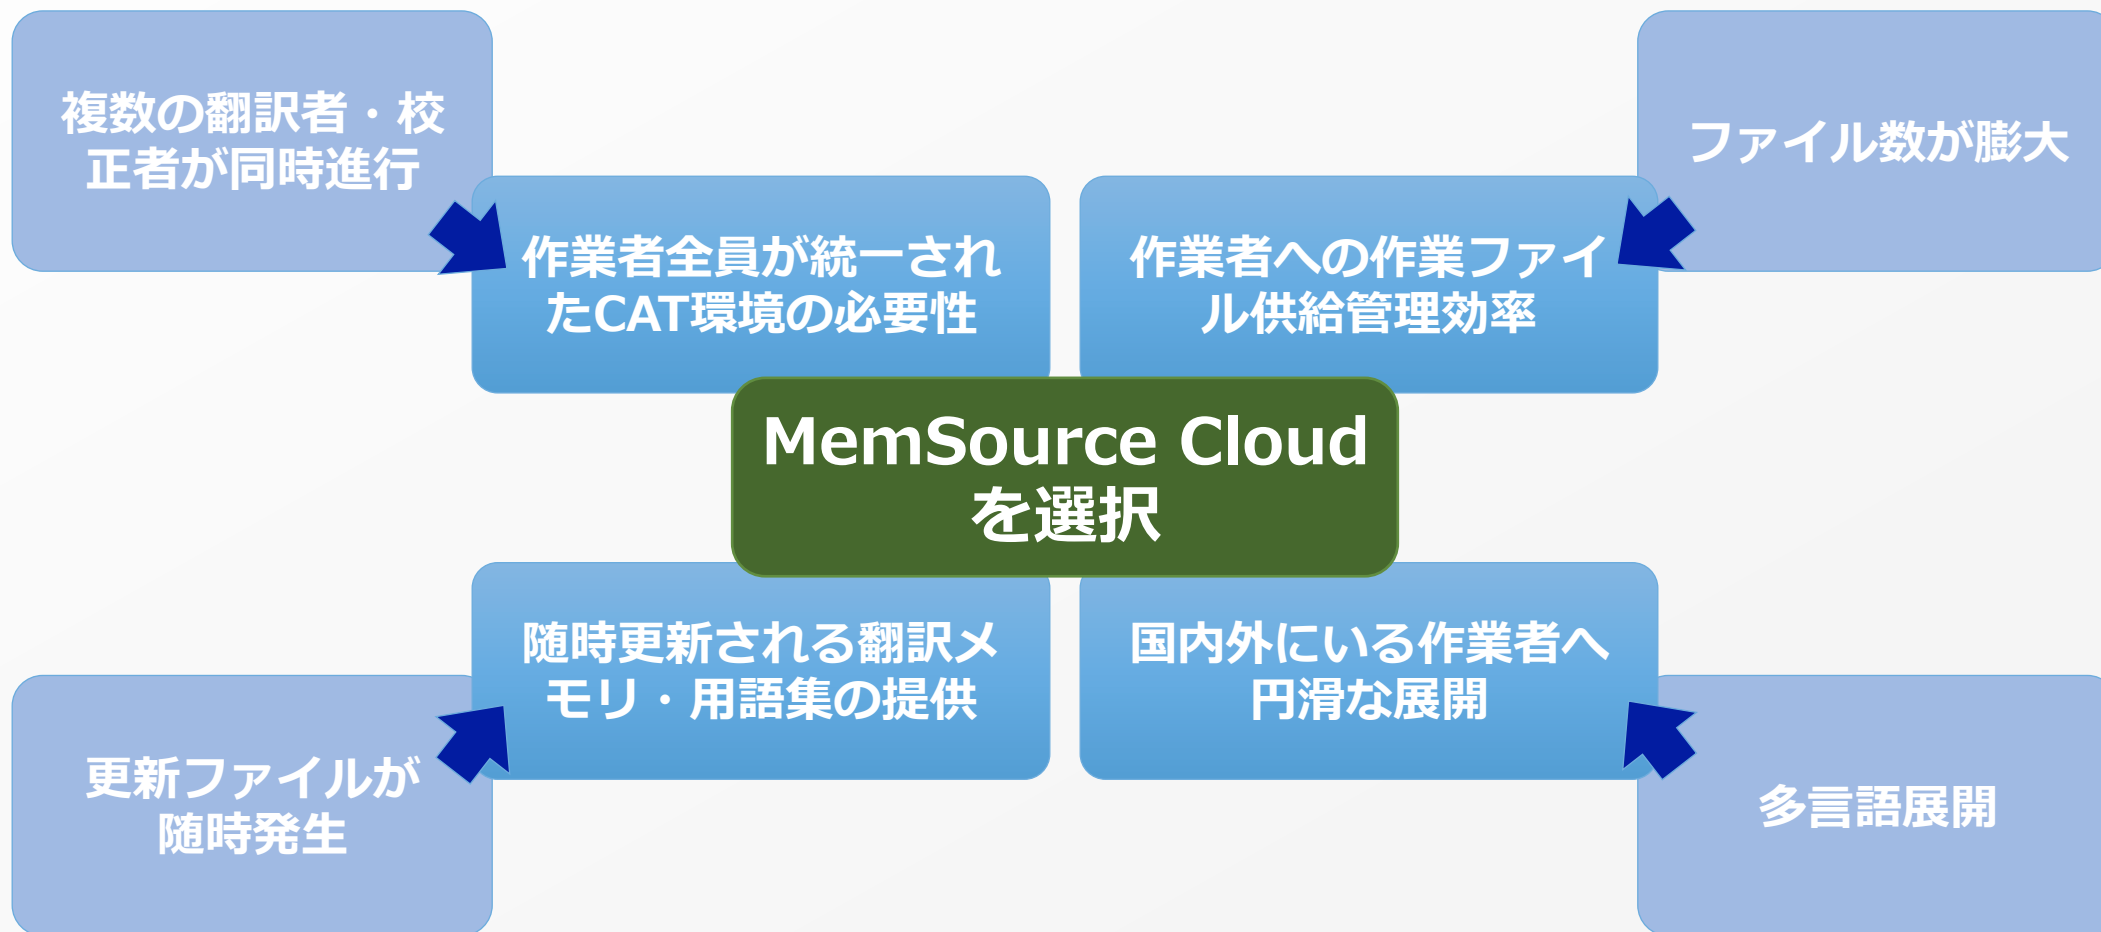 複数の翻訳者・校
正者が同時進行
ファイル数が膨大
作業者全員が統一され
たCAT環境の必要性
作業者への作業ファイ
ル供給管理効率
MemSource Cloud
を選択
随時更新される翻訳メ
モリ・用語集の提供
国内外にいる作業者へ
円滑な展開
更新ファイルが
随時発生
多言語展開